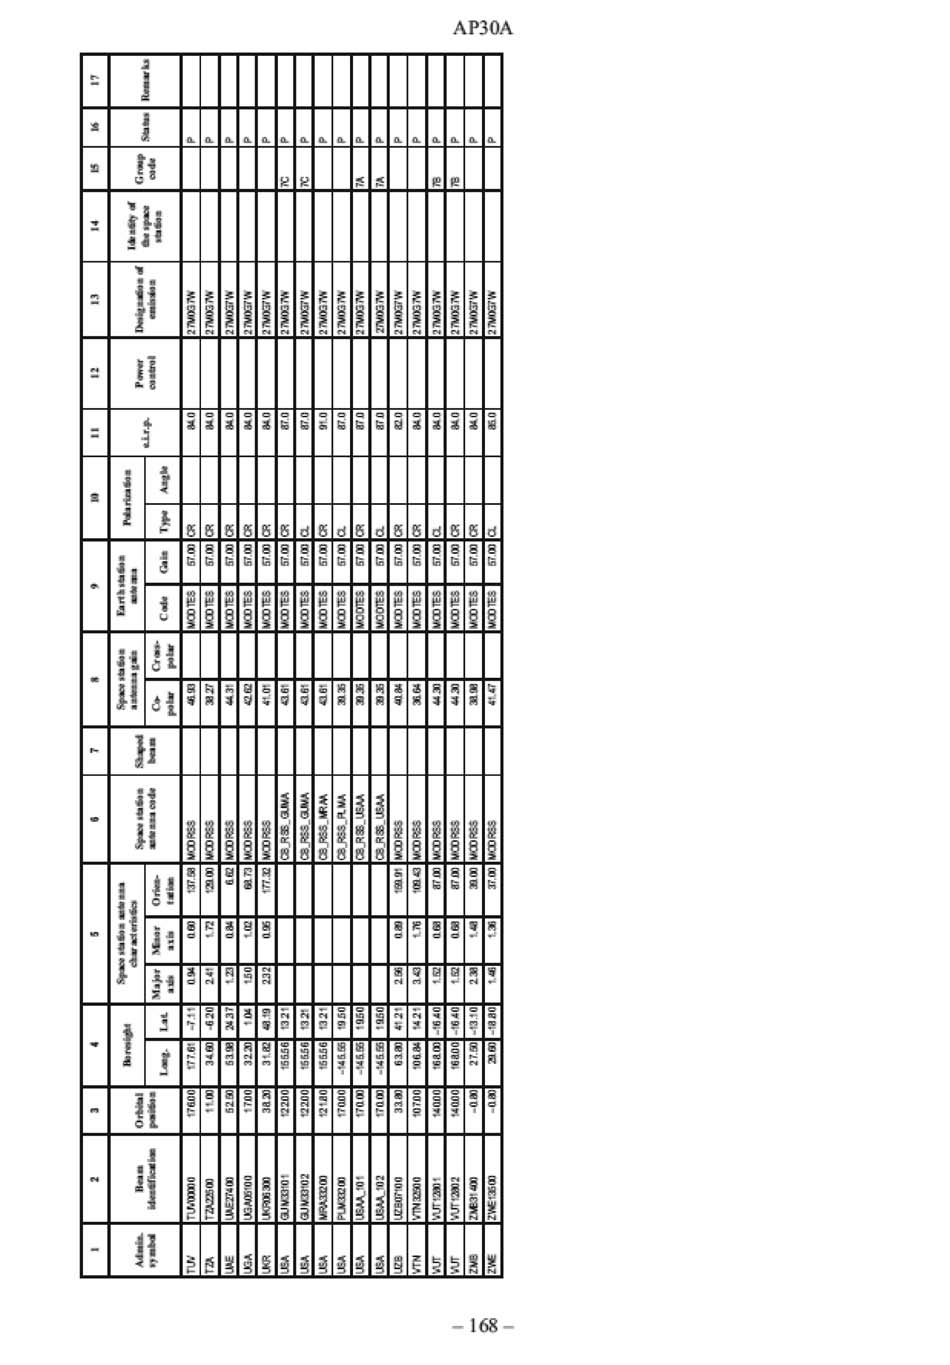 AP30A
1 2 3 4 5 6 7 8 9 10 11 12 13 14 15 16 17
Admin. symbol Beam identification Orbital position Boresight Space station antenna characteristics Space station antenna code Shaped beam Space station antenna gain Earth station antenna Polarization e.i.r.p. Power control Designation of emission Identity of the space station Group code Status Remarks
Long. Lat. Major axis Minor axis Orien-tation Co-polar Cross-polar Code Gain Type Angle
TUV TUV00000 176.00 177.61 –7.11 0.94 0.60 137.58 MODRSS 46.93 MODTES 57.00 CR 84.0 27M0G7W P
TZA TZA22500 11.00 34.60 –6.20 2.41 1.72 129.00 MODRSS 38.27 MODTES 57.00 CR 84.0 27M0G7W P
UAE UAE27400 52.50 53.98 24.37 1.23 0.84 6.62 MODRSS 44.31 MODTES 57.00 CR 84.0 27M0G7W P
UGA UGA05100 17.00 32.20 1.04 1.50 1.02 68.73 MODRSS 42.62 MODTES 57.00 CR 84.0 27M0G7W P
UKR UKR06300 38.20 31.82 48.19 2.32 0.95 177.32 MODRSS 41.01 MODTES 57.00 CR 84.0 27M0G7W P
USA GUM33101 122.00 155.56 13.21 CB_RSS_GUMA 43.61 MODTES 57.00 CR 87.0 27M0G7W 7C P
USA GUM33102 122.00 155.56 13.21 CB_RSS_GUMA 43.61 MODTES 57.00 CL 87.0 27M0G7W 7C P
USA MRA33200 121.80 155.56 13.21 CB_RSS_MRAA 43.61 MODTES 57.00 CR 91.0 27M0G7W P
USA PLM33200 170.00 –145.55 19.50 CB_RSS_PLMA 39.35 MODTES 57.00 CL 87.0 27M0G7W P
USA USAA_101 170.00 –145.55 19.50 CB_RSS_USAA 39.35 MODTES 57.00 CR 87.0 27M0G7W 7A P
USA USAA_102 170.00 –145.55 19.50 CB_RSS_USAA 39.35 MODTES 57.00 CL 87.0 27M0G7W 7A P
UZB UZB07100 33.80 63.80 41.21 2.56 0.89 159.91 MODRSS 40.84 MODTES 57.00 CR 82.0 27M0G7W P
VTN VTN32500 107.00 106.84 14.21 3.43 1.76 109.43 MODRSS 36.64 MODTES 57.00 CR 84.0 27M0G7W P
VUT VUT12801 140.00 168.00 –16.40 1.52 0.68 87.00 MODRSS 44.30 MODTES 57.00 CL 84.0 27M0G7W 7B P
VUT VUT12802 140.00 168.00 –16.40 1.52 0.68 87.00 MODRSS 44.30 MODTES 57.00 CR 84.0 27M0G7W 7B P
ZMB ZMB31400 –0.80 27.50 –13.10 2.38 1.48 39.00 MODRSS 38.98 MODTES 57.00 CR 84.0 27M0G7W P
ZWE ZWE13500 –0.80 29.60 –18.80 1.46 1.36 37.00 MODRSS 41.47 MODTES 57.00 CL 85.0 27M0G7W P
– 168 –